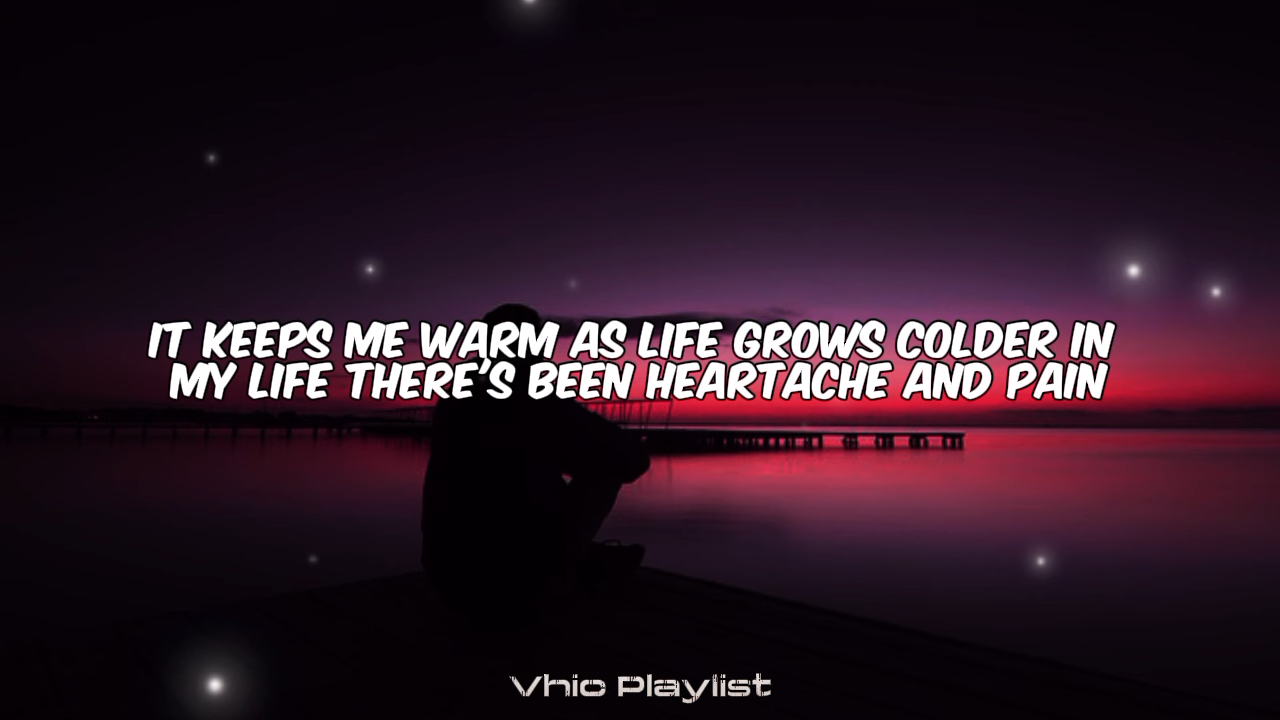 IT KEEPS ME WARM AS LIFE GROWS COLDER IN
MY LIFE THERE'S BEEN HEARTACHE AND PAIN
Vhio Playlist